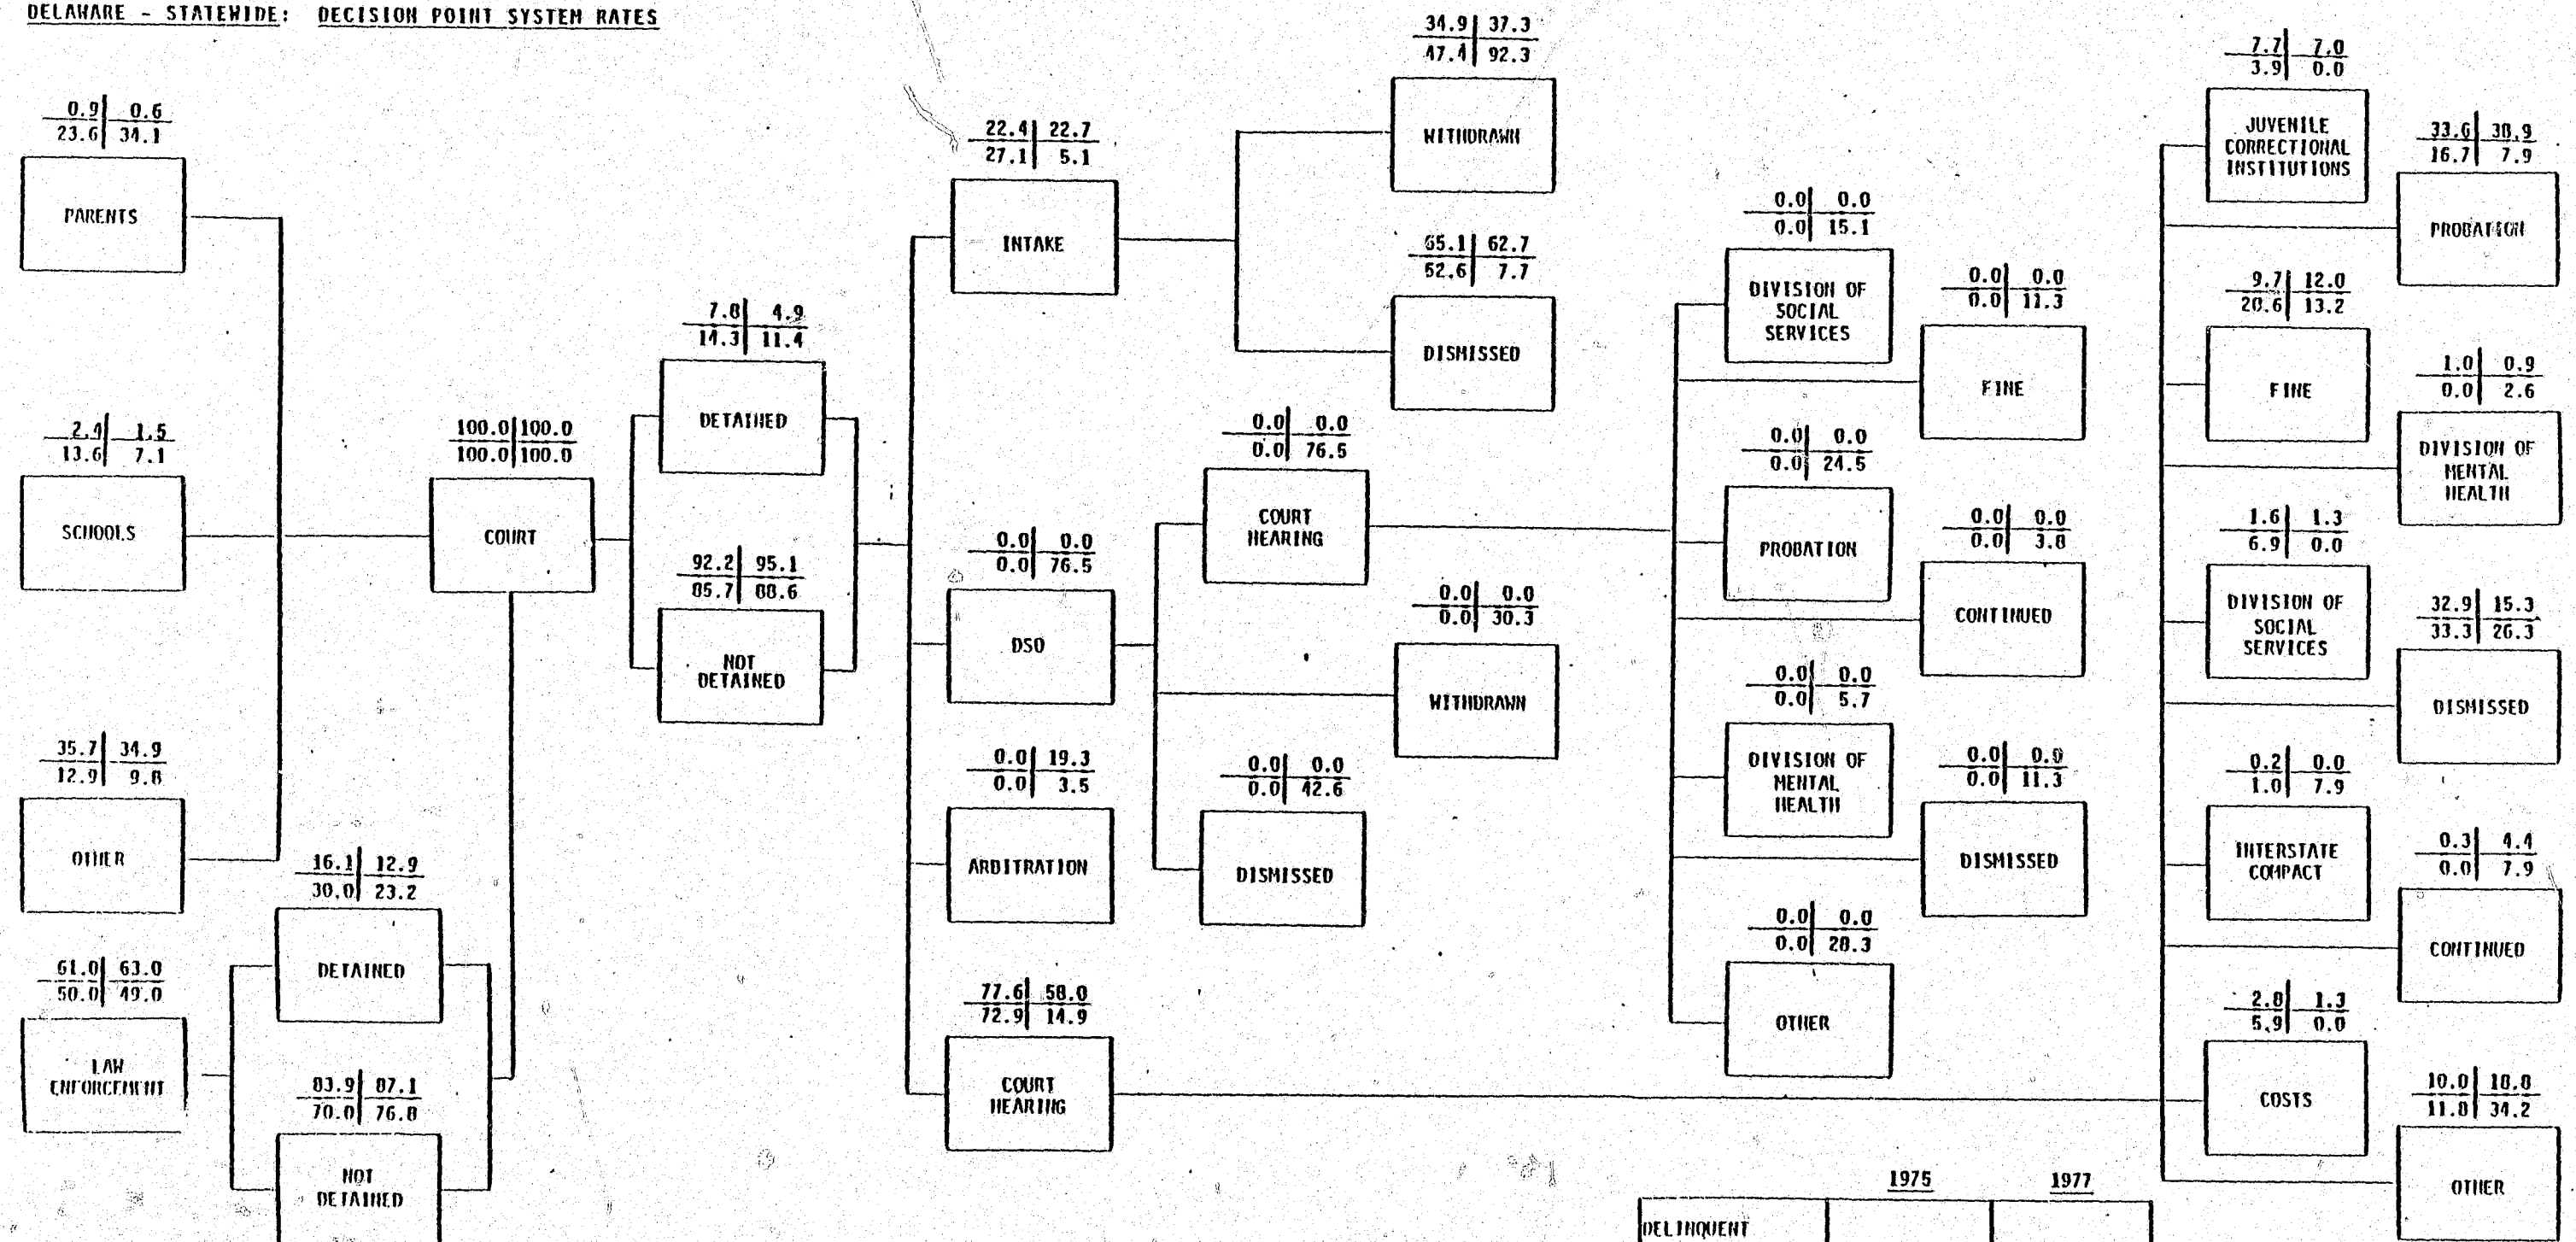 DELAWARE - STATEWIDE: DECISION POINT SYSTEM RATES
0.9 0.6
23.6 34.1
PARENTS
2.4 1.5
13.6 7.1
SCHOOLS
35.7 34.9
12.9 9.8
OTHER
61.0 63.0
50.0 49.0
LAW
ENFORCEMENT
16.1 12.9
30.0 23.2
DETAINED
83.9 87.1
70.0 76.8
NOT
DETAINED
100.0 100.0
100.0 100.0
COURT
7.8 4.9
14.3 11.4
DETAINED
92.2 95.1
85.7 88.6
NOT
DETAINED
22.4 22.7
27.1 5.1
INTAKE
0.0 0.0
0.0 76.5
DSO
0.0 19.3
0.0 3.5
ARBITRATION
77.6 58.0
72.9 14.9
COURT
HEARING
34.9 37.3
47.4 92.3
WITHDRAWN
65.1 62.7
52.6 7.7
DISMISSED
0.0 0.0
0.0 76.5
COURT
HEARING
0.0 0.0
0.0 30.3
WITHDRAWN
0.0 0.0
0.0 42.6
DISMISSED
0.0 0.0
0.0 15.1
DIVISION OF
SOCIAL
SERVICES
0.0 0.0
0.0 11.3
FINE
0.0 0.0
0.0 24.5
PROBATION
0.0 0.0
0.0 3.8
CONTINUED
0.0 0.0
0.0 5.7
DIVISION OF
MENTAL
HEALTH
0.0 0.0
0.0 11.3
DISMISSED
0.0 0.0
0.0 28.3
OTHER
7.7 7.0
3.9 0.0
JUVENILE
CORRECTIONAL
INSTITUTIONS
33.6 38.9
16.7 7.9
PROBATION
9.7 12.0
20.6 13.2
FINE
1.0 0.9
0.0 2.6
DIVISION OF
MENTAL
HEALTH
1.6 1.3
6.9 0.0
DIVISION OF
SOCIAL
SERVICES
32.9 15.3
33.3 26.3
DISMISSED
0.2 0.0
1.0 7.9
INTERSTATE
COMPACT
0.3 4.4
0.0 7.9
CONTINUED
2.8 1.3
5.9 0.0
COSTS
10.0 18.8
11.8 34.2
OTHER
1975 1977
DELINQUENT